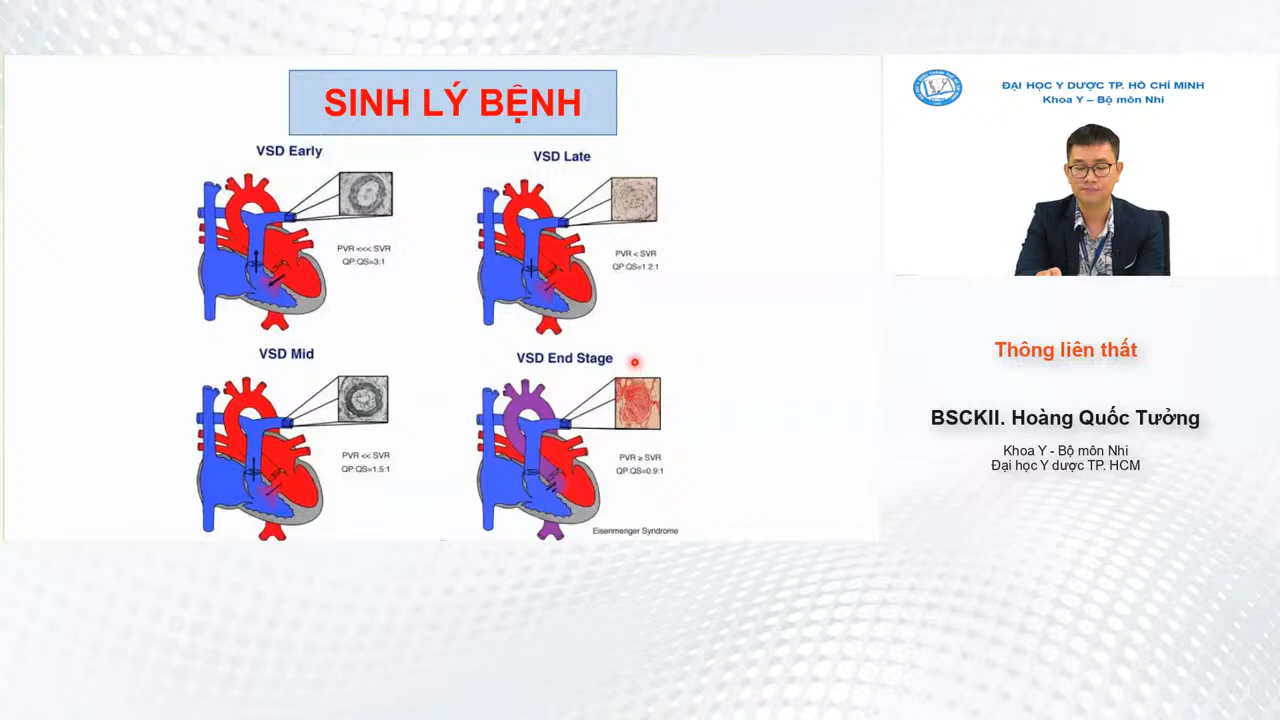 SINH LÝ BỆNH
VSD Early
PVR <<< SVR
QP:QS=3:1
VSD Late
PVR < SVR
QP:QS=1.2:1
VSD Mid
PVR << SVR
QP:QS=1.5:1
VSD End Stage
PVR ≥ SVR
QP:QS=0.9:1
Eisenmenger Syndrome
ĐẠI HỌC Y DƯỢC TP. HỒ CHÍ MINH
Khoa Y – Bộ môn Nhi
Thông liên thất
BSCKII. Hoàng Quốc Tưởng
Khoa Y - Bộ môn Nhi
Đại học Y dược TP. HCM